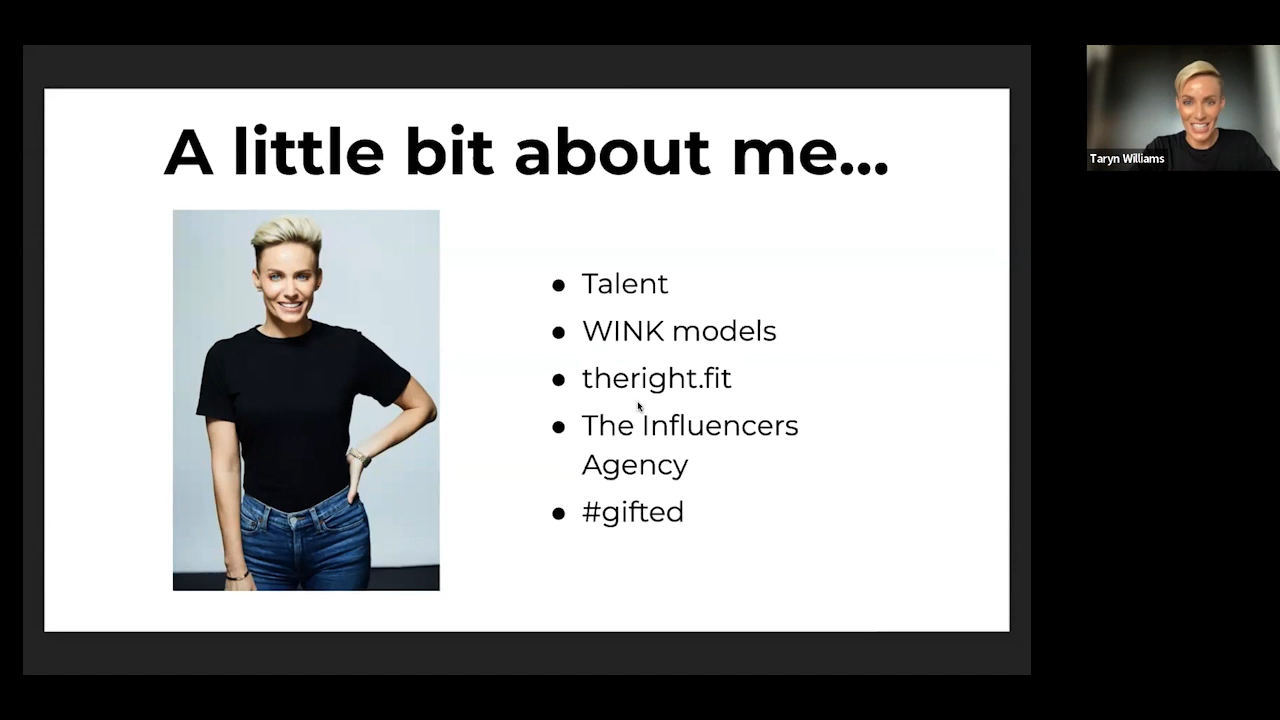 A little bit about me...
Talent
WINK models
theright.fit
The Influencers
Agency
#gifted
Taryn Williams